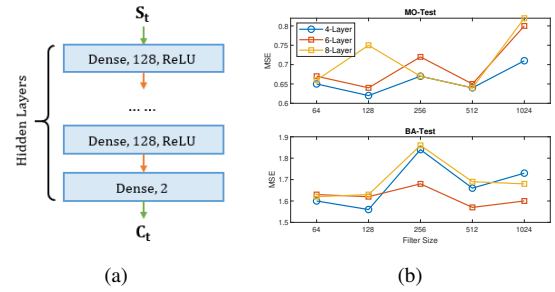 S_t
Dense, 128, ReLU
... ...
Dense, 128, ReLU
Dense, 2
C_t
Hidden Layers
(a)
MO-Test
4-Layer
6-Layer
8-Layer
MSE
0.8
0.75
0.7
0.65
0.6
64 128 256 512 1024
BA-Test
MSE
1.9
1.8
1.7
1.6
1.5
64 128 256 512 1024
Filter Size
(b)